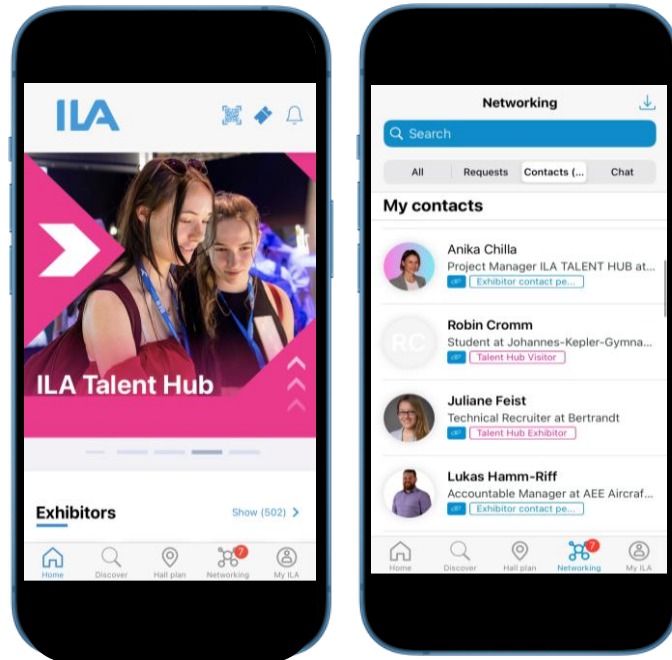 ILA
ILA Talent Hub
Exhibitors
Show (502)
7
Home
Discover
Hall plan
Networking
My ILA
Networking
Search
All
Requests
Contacts (...
Chat
My contacts
Anika Chilla
Project Manager ILA TALENT HUB at...
Exhibitor contact pe...
RC
Robin Cromm
Student at Johannes-Kepler-Gymna...
Talent Hub Visitor
Juliane Feist
Technical Recruiter at Bertrandt
Talent Hub Exhibitor
Lukas Hamm-Riff
Accountable Manager at AEE Aircraf...
Exhibitor contact pe...
7
Home
Discover
Hall plan
Networking
My ILA